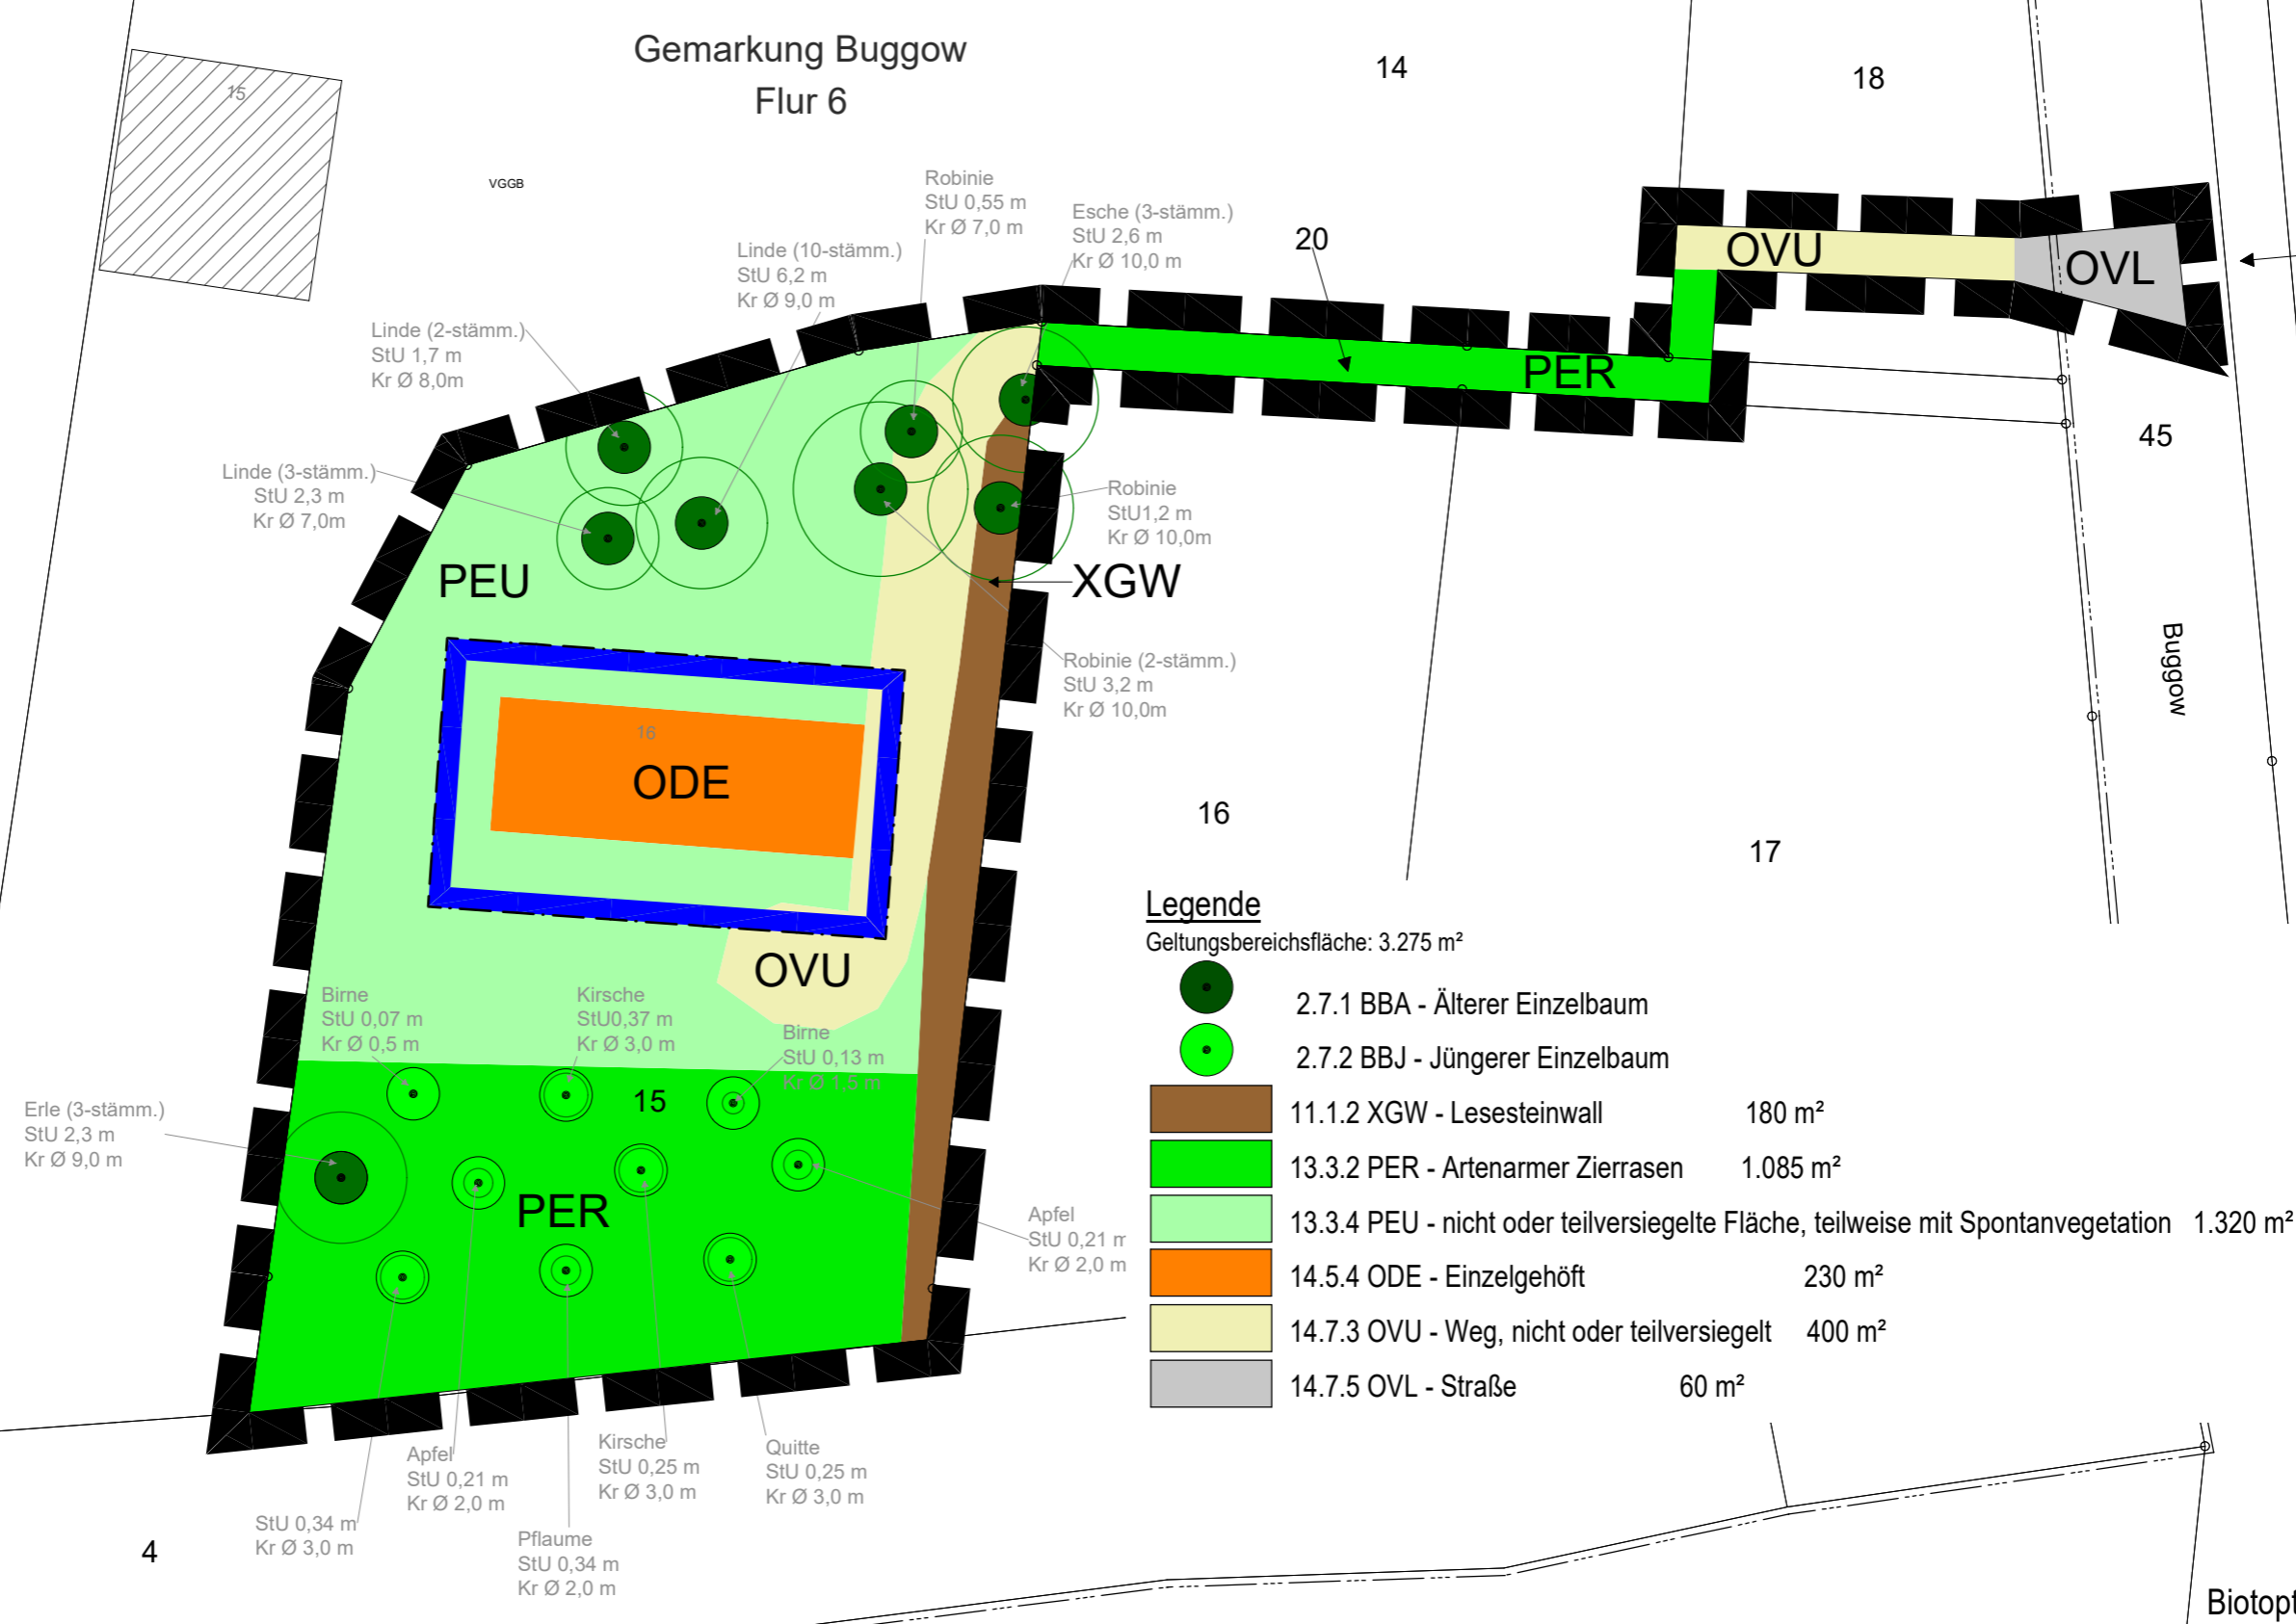 Gemarkung Buggow
Flur 6
14
18
15
VGGB
Robinie
StU 0,55 m
Kr Ø 7,0 m
Esche (3-stämm.)
StU 2,6 m
Kr Ø 10,0 m
20
OVU
OVL
Linde (10-stämm.)
StU 6,2 m
Kr Ø 9,0 m
Linde (2-stämm.)
StU 1,7 m
Kr Ø 8,0m
PER
45
Linde (3-stämm.)
StU 2,3 m
Kr Ø 7,0m
Robinie
StU1,2 m
Kr Ø 10,0m
PEU
XGW
Robinie (2-stämm.)
StU 3,2 m
Kr Ø 10,0m
Buggow
16
ODE
16
17
OVU
Legende
Geltungsbereichsfläche: 3.275 m²
2.7.1 BBA - Älterer Einzelbaum
2.7.2 BBJ - Jüngerer Einzelbaum
11.1.2 XGW - Lesesteinwall 180 m²
13.3.2 PER - Artenarmer Zierrasen 1.085 m²
13.3.4 PEU - nicht oder teilversiegelte Fläche, teilweise mit Spontanvegetation 1.320 m²
14.5.4 ODE - Einzelgehöft 230 m²
14.7.3 OVU - Weg, nicht oder teilversiegelt 400 m²
14.7.5 OVL - Straße 60 m²
Birne
StU 0,07 m
Kr Ø 0,5 m
Kirsche
StU0,37 m
Kr Ø 3,0 m
Birne
StU 0,13 m
Kr Ø 1,5 m
15
Erle (3-stämm.)
StU 2,3 m
Kr Ø 9,0 m
PER
Apfel
StU 0,21 m
Kr Ø 2,0 m
Apfel
StU 0,21 m
Kr Ø 2,0 m
Kirsche
StU 0,25 m
Kr Ø 3,0 m
Quitte
StU 0,25 m
Kr Ø 3,0 m
StU 0,34 m
Kr Ø 3,0 m
Pflaume
StU 0,34 m
Kr Ø 2,0 m
4